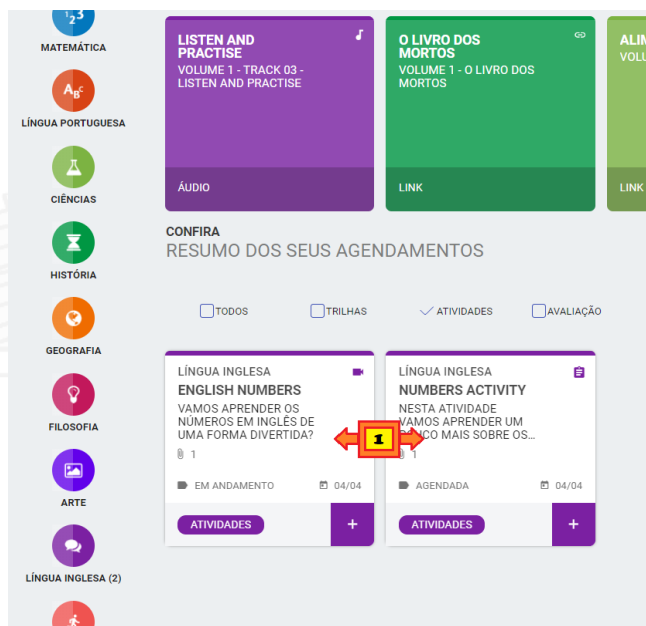 123
MATEMÁTICA
ABC
LÍNGUA PORTUGUESA
CIÊNCIAS
HISTÓRIA
GEOGRAFIA
FILOSOFIA
ARTE
LÍNGUA INGLESA (2)
LISTEN AND
PRACTISE
VOLUME 1 - TRACK 03 -
LISTEN AND PRACTISE
ÁUDIO
O LIVRO DOS
MORTOS
VOLUME 1 - O LIVRO DOS
MORTOS
LINK
LINK
CONFIRA
RESUMO DOS SEUS AGENDAMENTOS
TODOS
TRILHAS
ATIVIDADES
AVALIAÇÃO
LÍNGUA INGLESA
ENGLISH NUMBERS
VAMOS APRENDER OS
NÚMEROS EM INGLÊS DE
UMA FORMA DIVERTIDA?
1
EM ANDAMENTO
04/04
ATIVIDADES
+
1
LÍNGUA INGLESA
NUMBERS ACTIVITY
NESTA ATIVIDADE
VAMOS APRENDER UM
MAIS SOBRE OS...
1
AGENDADA
04/04
ATIVIDADES
+